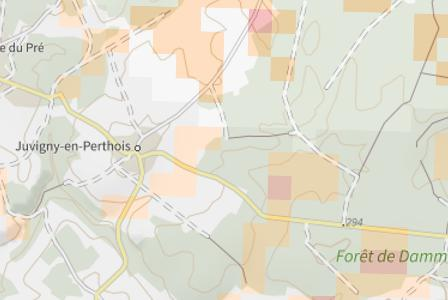 e du Pré
Juvigny-en-Perthois
294
Forêt de Damm